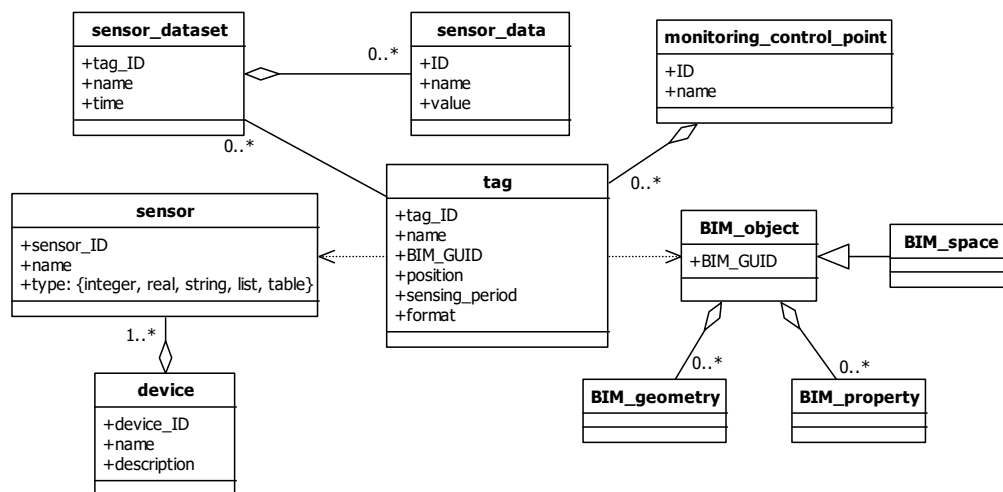 sensor_dataset
+tag_ID
+name
+time
0..*
sensor_data
+ID
+name
+value
0..*
monitoring_control_point
+ID
+name
0..*
tag
+tag_ID
+name
+BIM_GUID
+position
+sensing_period
+format
sensor
+sensor_ID
+name
+type: {integer, real, string, list, table}
1..*
device
+device_ID
+name
+description
BIM_object
+BIM_GUID
BIM_space
0..*
0..*
BIM_geometry
BIM_property